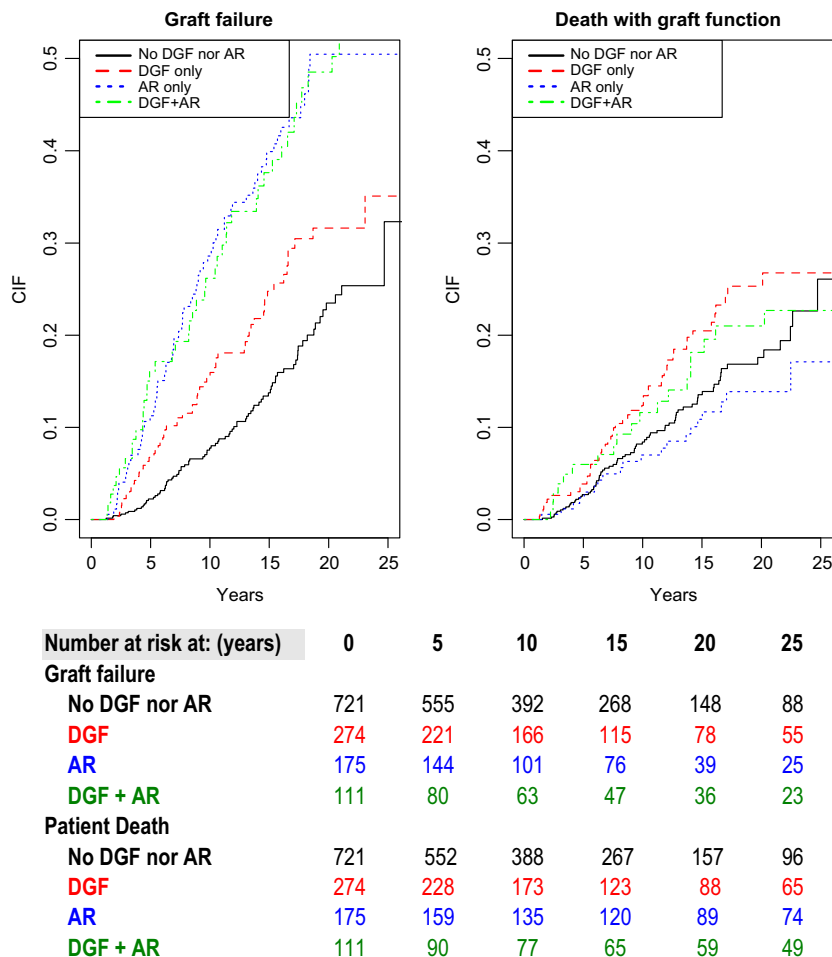 Graft failure
No DGF nor AR
DGF only
AR only
DGF+AR
CIF
0.5
0.4
0.3
0.2
0.1
0.0
0 5 10 15 20 25
Years
Death with graft function
No DGF nor AR
DGF only
AR only
DGF+AR
CIF
0.5
0.4
0.3
0.2
0.1
0.0
0 5 10 15 20 25
Years
Number at risk at: (years) 0 5 10 15 20 25
Graft failure
No DGF nor AR 721 555 392 268 148 88
DGF 274 221 166 115 78 55
AR 175 144 101 76 39 25
DGF + AR 111 80 63 47 36 23
Patient Death
No DGF nor AR 721 552 388 267 157 96
DGF 274 228 173 123 88 65
AR 175 159 135 120 89 74
DGF + AR 111 90 77 65 59 49